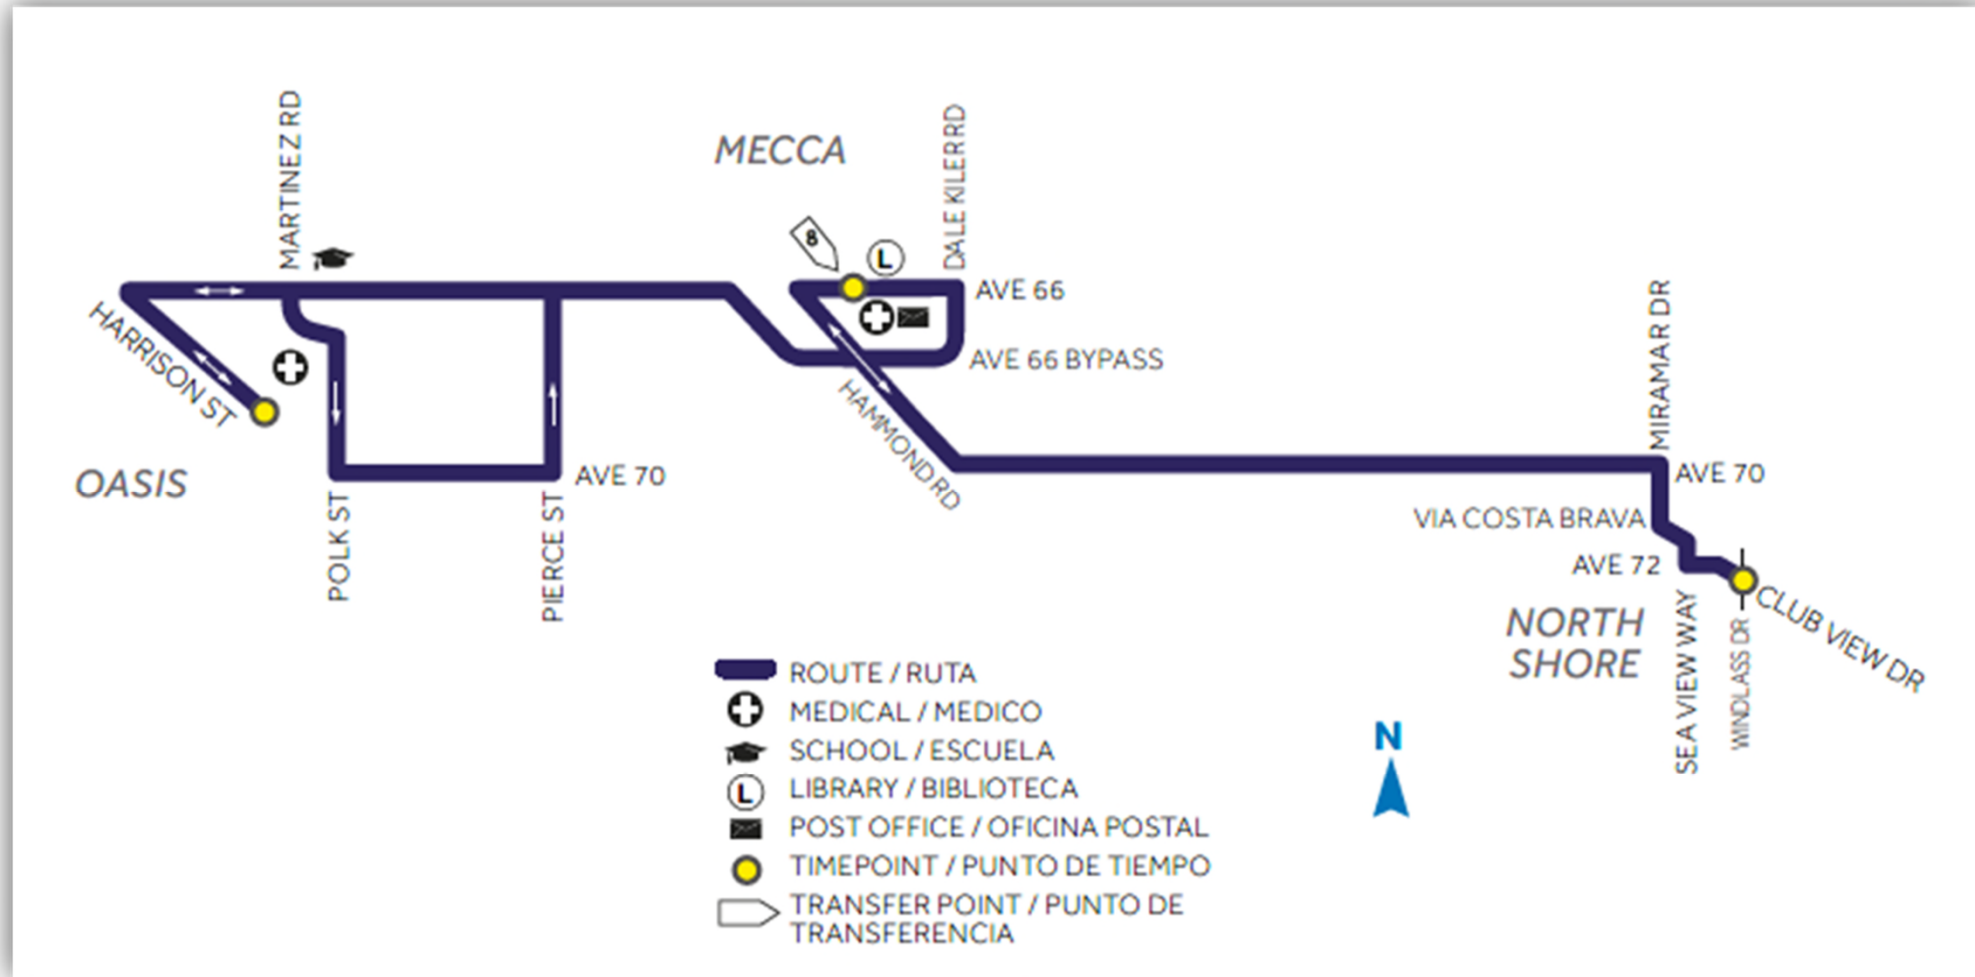 MARTINEZ RD
MECCA
DALE KILER RD
8
L
AVE 66
HARRISON ST
AVE 66 BYPASS
HAMMOND RD
MIRAMAR DR
OASIS
AVE 70
AVE 70
POLK ST
PIERCE ST
VIA COSTA BRAVA
AVE 72
CLUB VIEW DR
NORTH
SHORE
SEA VIEW WAY
WINDLASS DR
ROUTE / RUTA
MEDICAL / MEDICO
SCHOOL / ESCUELA
L
LIBRARY / BIBLIOTECA
POST OFFICE / OFICINA POSTAL
TIMEPOINT / PUNTO DE TIEMPO
TRANSFER POINT / PUNTO DE
TRANSFERENCIA
N